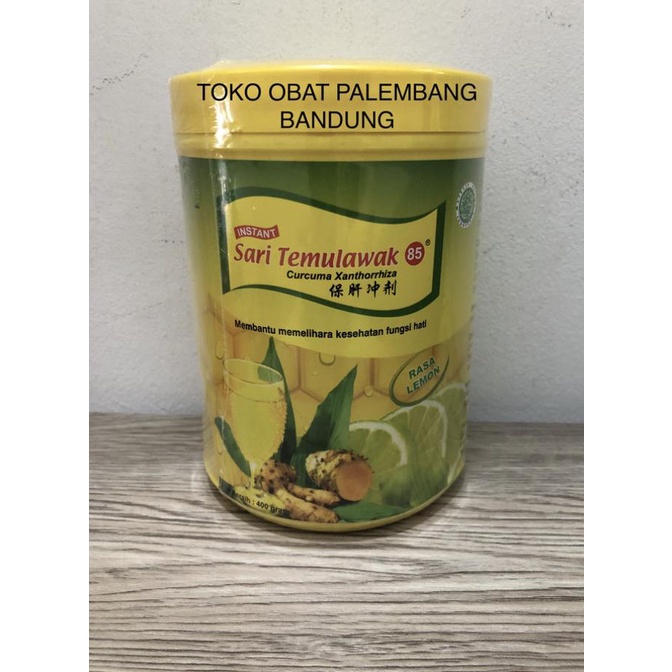 TOKO OBAT PALEMBANG
BANDUNG
INSTANT
Sari Temulawak 85®
Curcuma Xanthorrhiza
保肝冲剂
Membantu memelihara kesehatan fungsi hati
RASA
LEMON
: 400 Gram